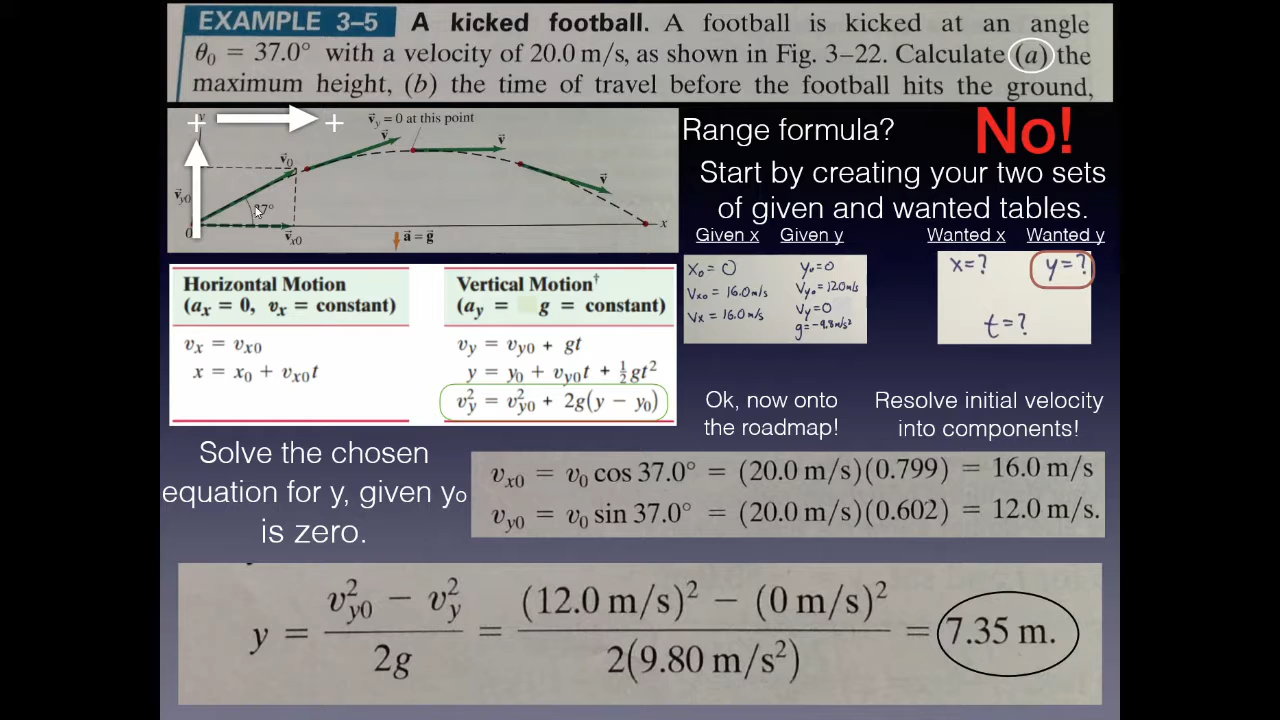 EXAMPLE 3–5 A kicked football. A football is kicked at an angle
θ₀ = 37.0° with a velocity of 20.0 m/s, as shown in Fig. 3–22. Calculate (a) the
maximum height, (b) the time of travel before the football hits the ground,
+ + y
v⃗y = 0 at this point
v⃗
v⃗
v⃗
v⃗0
v⃗y0
37°
0
v⃗x0
a⃗ = g⃗
x
Range formula? No!
Start by creating your two sets
of given and wanted tables.
Given x Given y Wanted x Wanted y
x₀ = 0 y₀ = 0
Vx₀ = 16.0 m/s Vy₀ = 12.0 m/s
Vx = 16.0 m/s Vy = 0
g = -9.8 m/s²
x = ? y = ?
t = ?
Horizontal Motion
(ax = 0, vx = constant)
vx = vx0
x = x0 + vx0t
Vertical Motion†
(ay = g = constant)
vy = vy0 + gt
y = y0 + vy0t + ½gt²
v²y = v²y0 + 2g(y − y0)
Ok, now onto
the roadmap!
Resolve initial velocity
into components!
Solve the chosen
equation for y, given yo
is zero.
vx0 = v0 cos 37.0° = (20.0 m/s)(0.799) = 16.0 m/s
vy0 = v0 sin 37.0° = (20.0 m/s)(0.602) = 12.0 m/s.
y = (v²y0 − v²y)/2g = ((12.0 m/s)² − (0 m/s)²)/2(9.80 m/s²) = 7.35 m.